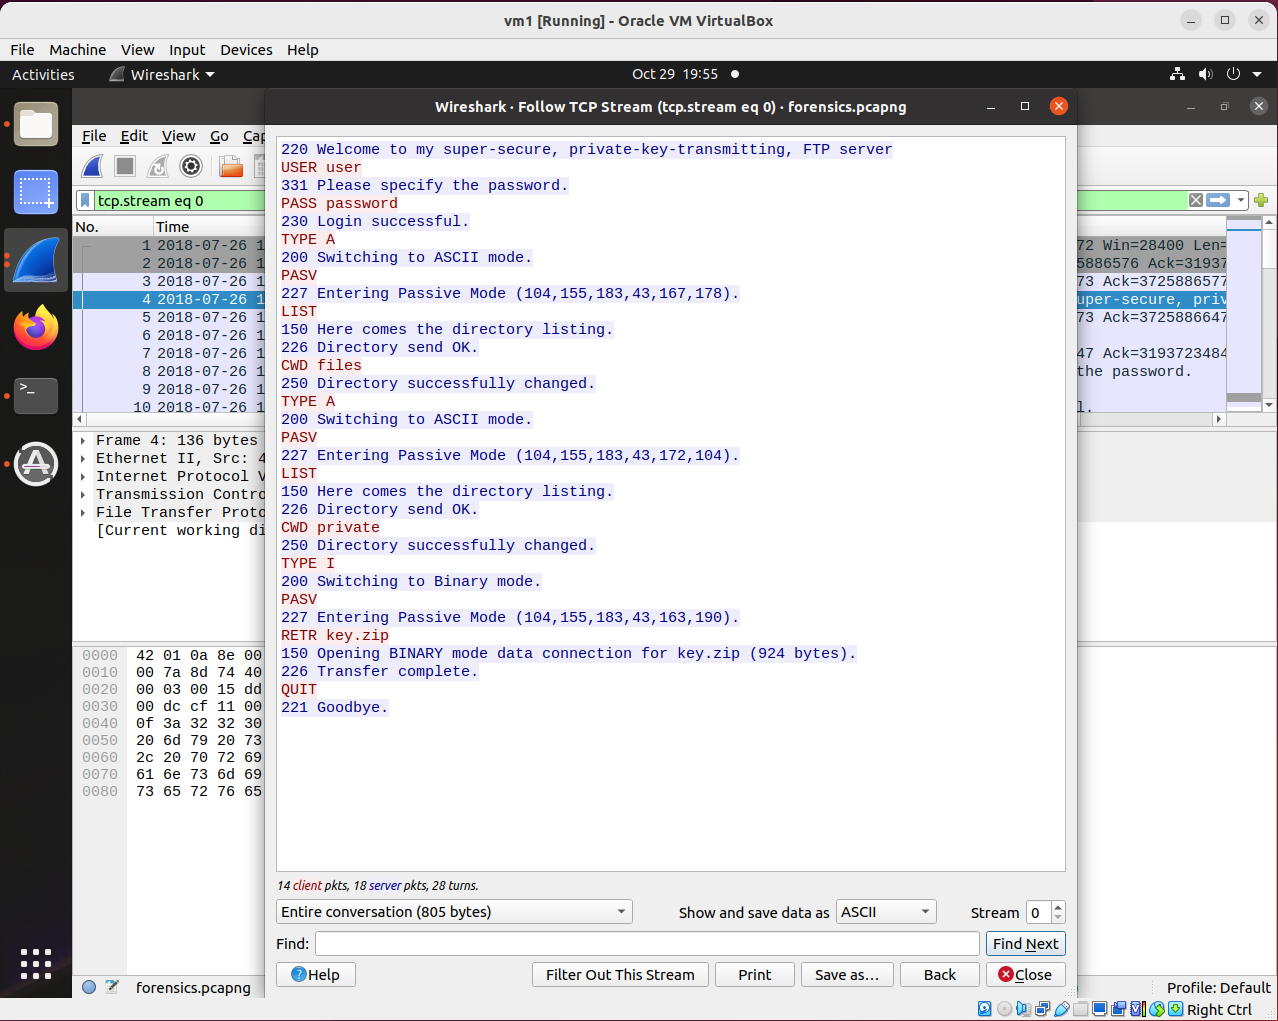 vm1 [Running] - Oracle VM VirtualBox
File Machine View Input Devices Help
Activities Wireshark Oct 29 19:55
Wireshark · Follow TCP Stream (tcp.stream eq 0) · forensics.pcapng
File Edit View Go Cap
tcp.stream eq 0
No. Time
1 2018-07-26 1 72 Win=28400 Len=
2 2018-07-26 1 5886576 Ack=31937
3 2018-07-26 1 73 Ack=3725886577
4 2018-07-26 1 uper-secure, priv
5 2018-07-26 1 73 Ack=3725886647
6 2018-07-26 1
7 2018-07-26 1 47 Ack=3193723484
8 2018-07-26 1 the password.
9 2018-07-26 1
10 2018-07-26 1 l.
Frame 4: 136 bytes
Ethernet II, Src: 4
Internet Protocol V
Transmission Contro
File Transfer Proto
[Current working di
0000 42 01 0a 8e 00
0010 00 7a 8d 74 40
0020 00 03 00 15 dd
0030 00 dc cf 11 00
0040 0f 3a 32 32 30
0050 20 6d 79 20 73
0060 2c 20 70 72 69
0070 61 6e 73 6d 69
0080 73 65 72 76 65
220 Welcome to my super-secure, private-key-transmitting, FTP server
USER user
331 Please specify the password.
PASS password
230 Login successful.
TYPE A
200 Switching to ASCII mode.
PASV
227 Entering Passive Mode (104,155,183,43,167,178).
LIST
150 Here comes the directory listing.
226 Directory send OK.
CWD files
250 Directory successfully changed.
TYPE A
200 Switching to ASCII mode.
PASV
227 Entering Passive Mode (104,155,183,43,172,104).
LIST
150 Here comes the directory listing.
226 Directory send OK.
CWD private
250 Directory successfully changed.
TYPE I
200 Switching to Binary mode.
PASV
227 Entering Passive Mode (104,155,183,43,163,190).
RETR key.zip
150 Opening BINARY mode data connection for key.zip (924 bytes).
226 Transfer complete.
QUIT
221 Goodbye.
14 client pkts, 18 server pkts, 28 turns.
Entire conversation (805 bytes) Show and save data as ASCII Stream 0
Find: Find Next
Help Filter Out This Stream Print Save as… Back Close
forensics.pcapng Profile: Default
Right Ctrl